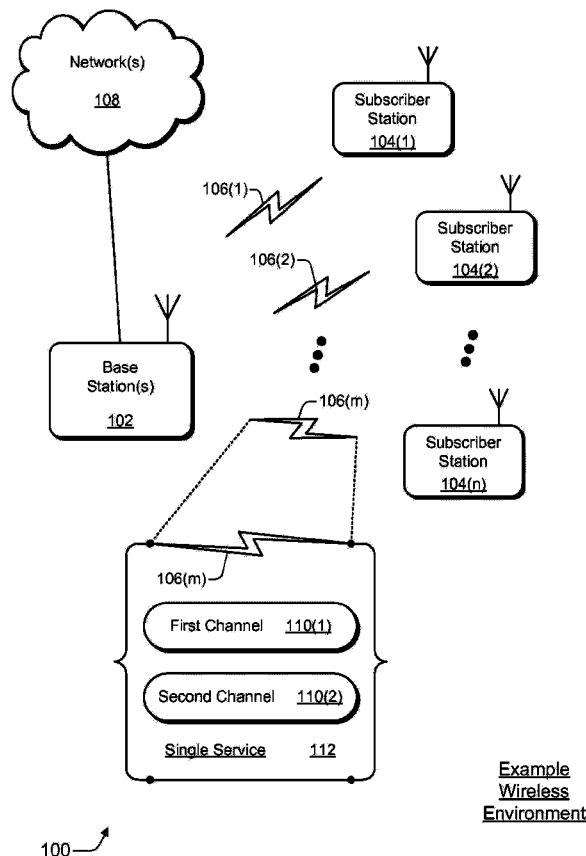 Network(s)
108
Subscriber
Station
104(1)
106(1)
Subscriber
Station
104(2)
106(2)
Base
Station(s)
102
106(m)
Subscriber
Station
104(n)
106(m)
First Channel 110(1)
Second Channel 110(2)
Single Service 112
Example
Wireless
Environment
100